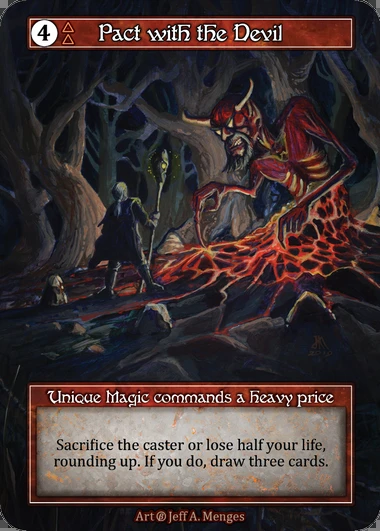 4 Pact with the Devil
Unique Magic commands a heavy price
Sacrifice the caster or lose half your life,
rounding up. If you do, draw three cards.
Art @ Jeff A. Menges